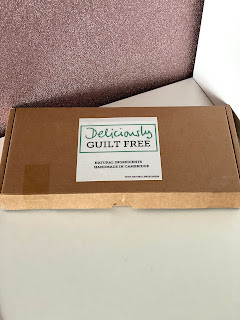 Deliciously
GUILT FREE
NATURAL INGREDIENTS
HANDMADE IN CAMBRIDGE